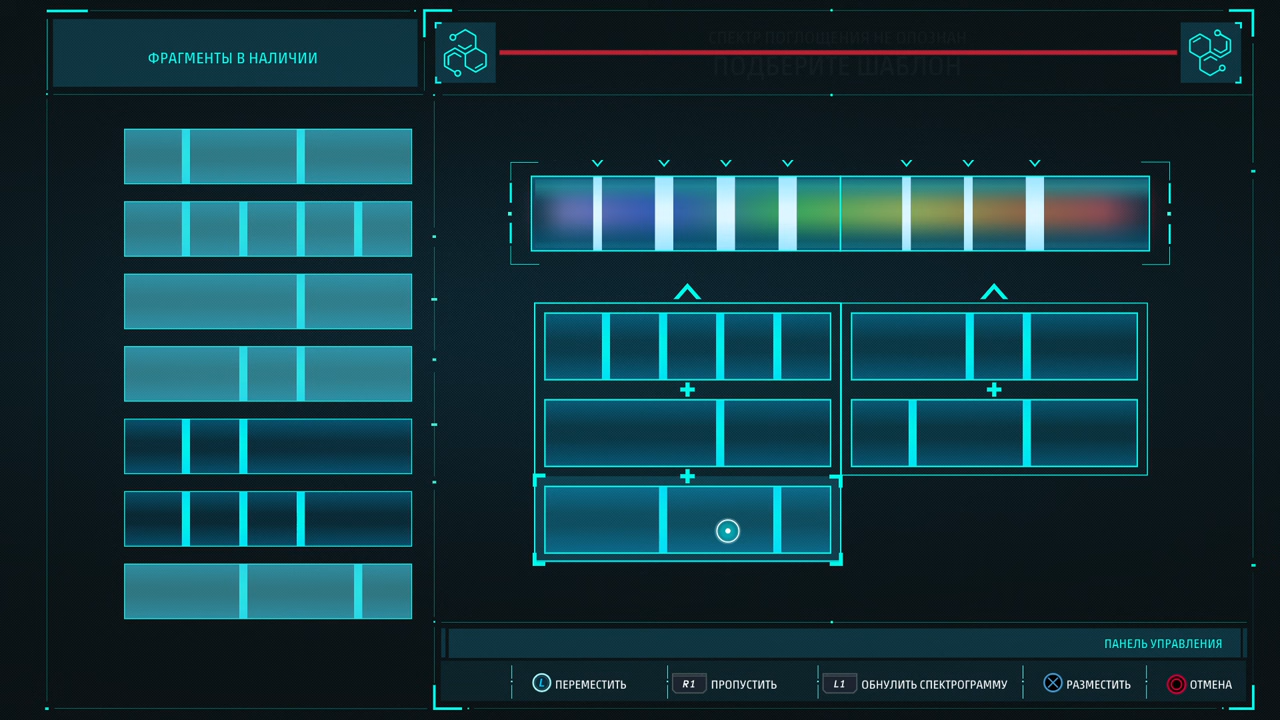 ФРАГМЕНТЫ В НАЛИЧИИ
СПЕКТР ПОГЛОЩЕНИЯ НЕ ОПОЗНАН
ПОДБЕРИТЕ ШАБЛОН
ПАНЕЛЬ УПРАВЛЕНИЯ
L ПЕРЕМЕСТИТЬ R1 ПРОПУСТИТЬ L1 ОБНУЛИТЬ СПЕКТРОГРАММУ РАЗМЕСТИТЬ ОТМЕНА